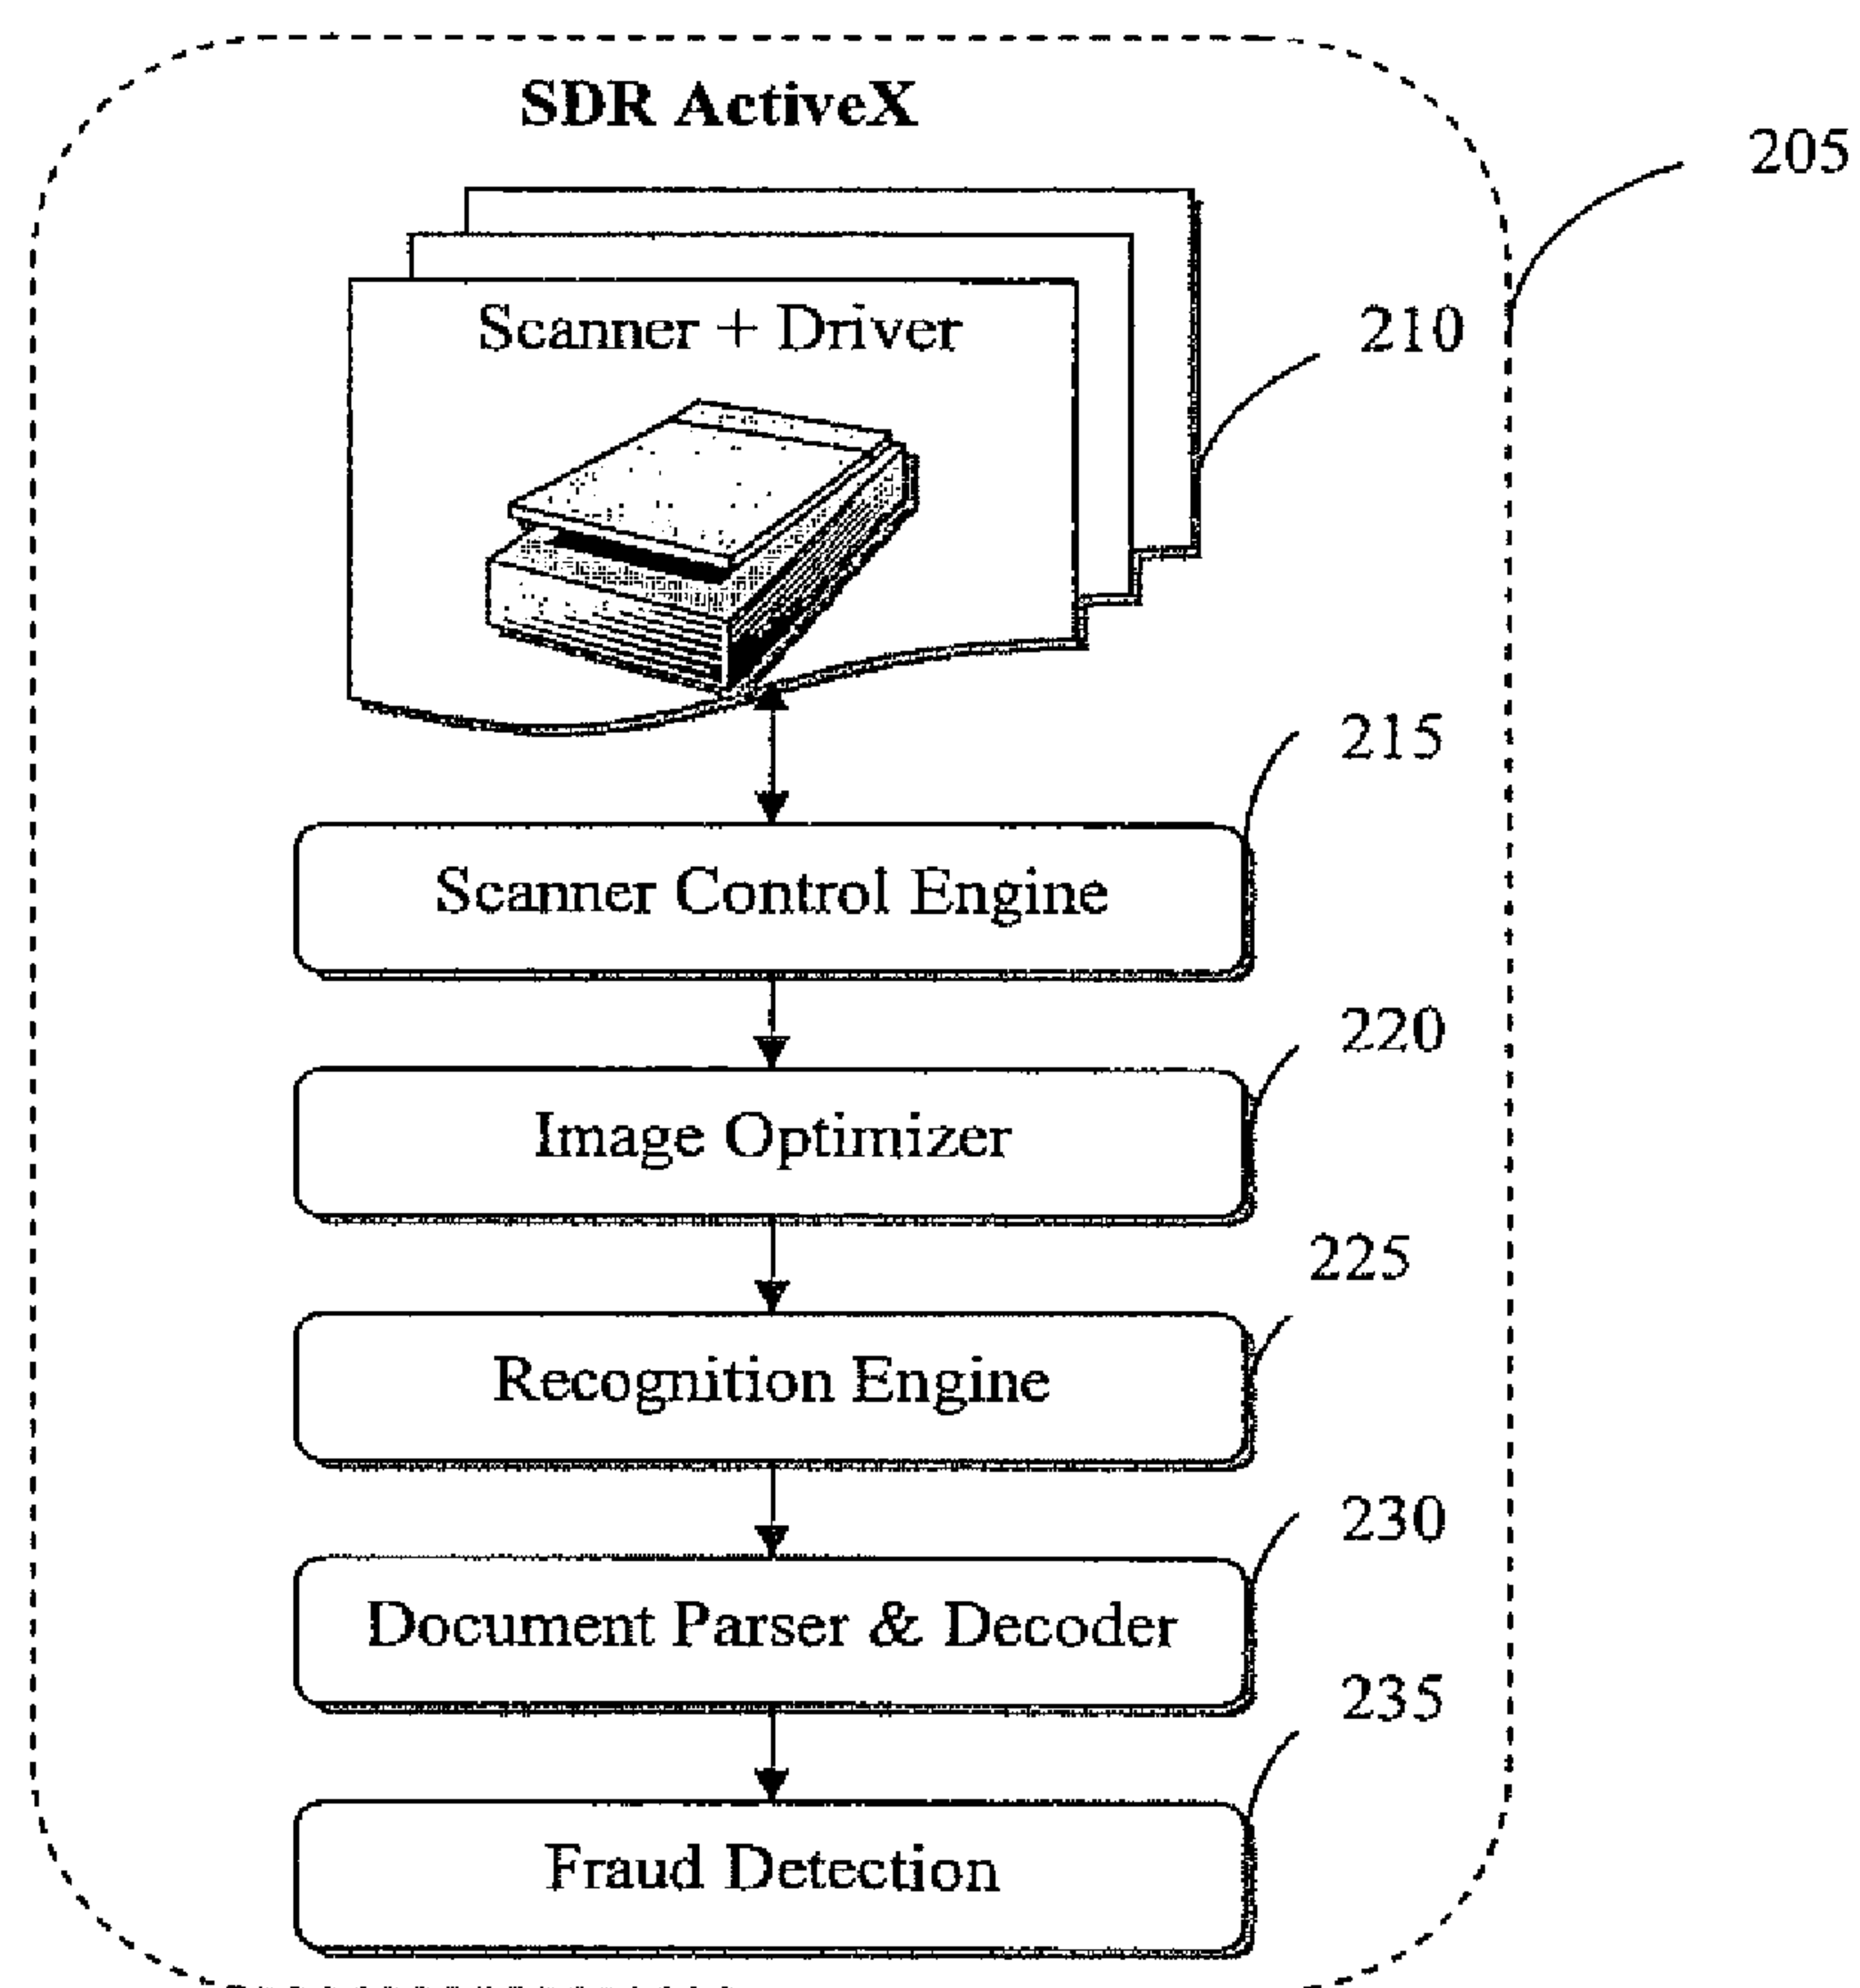 SDR ActiveX
205
Scanner + Driver
210
215
Scanner Control Engine
220
Image Optimizer
225
Recognition Engine
230
Document Parser & Decoder
235
Fraud Detection